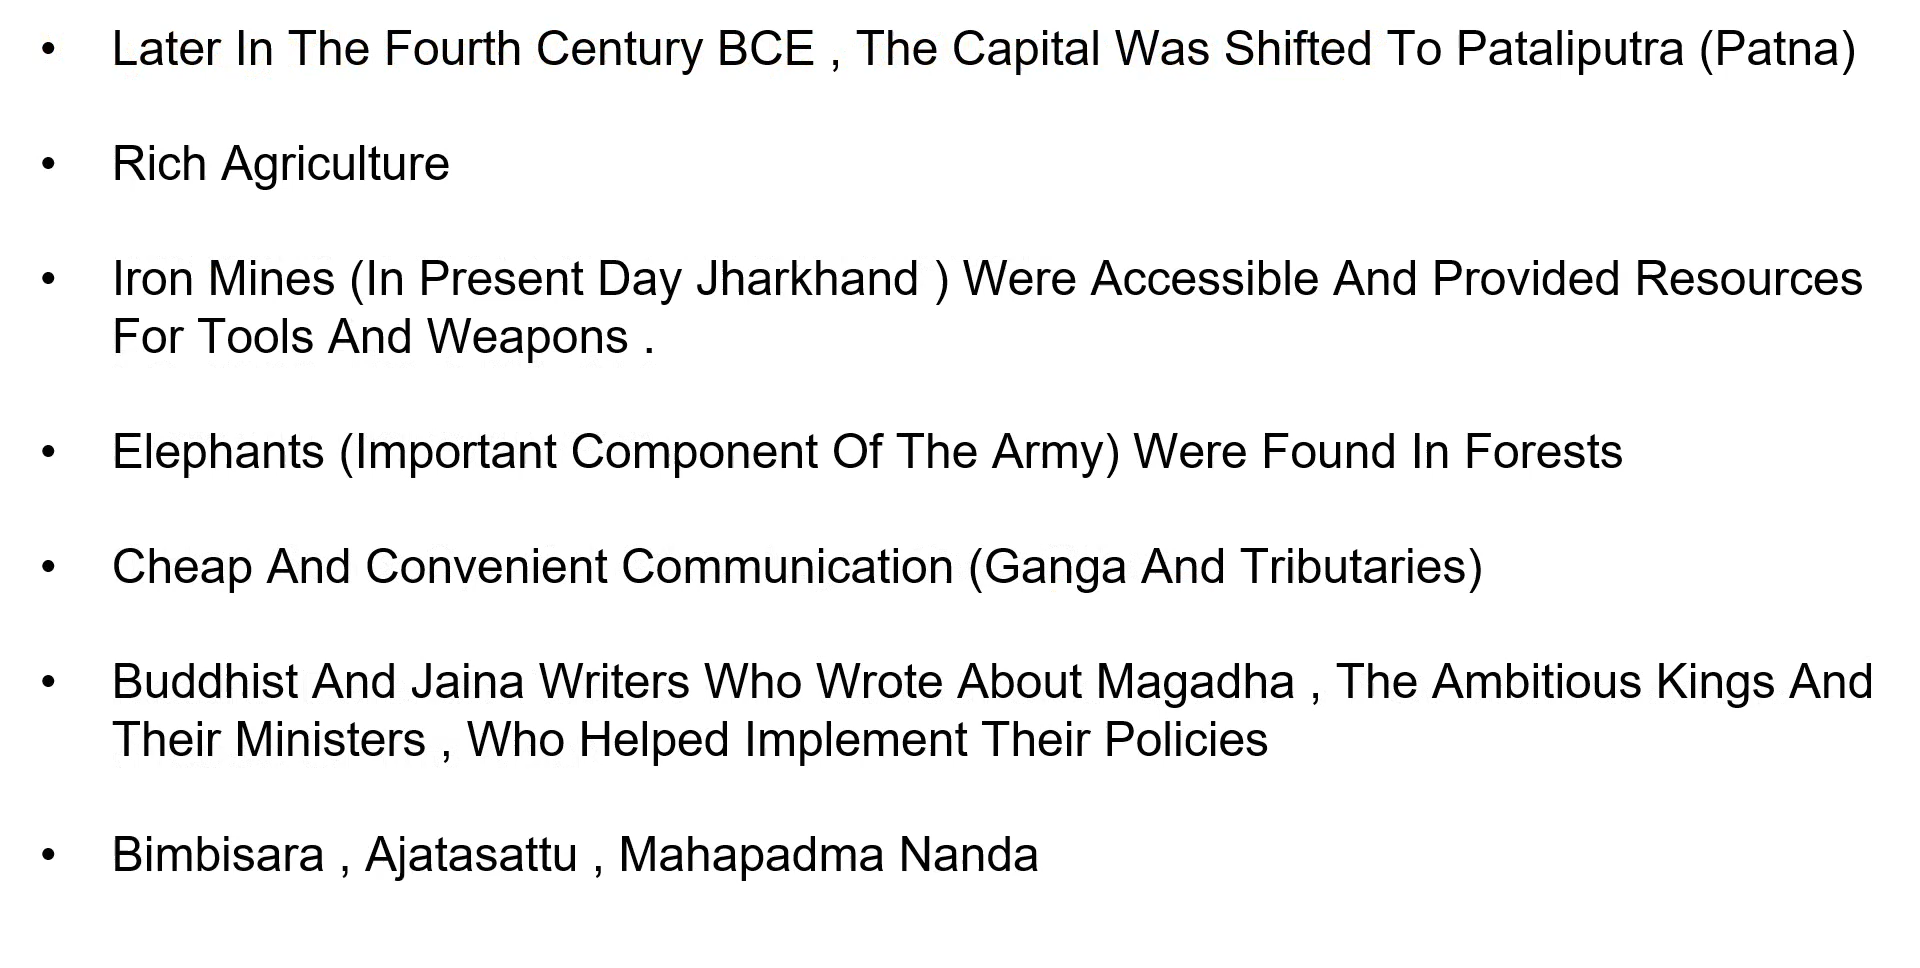 • Later In The Fourth Century BCE , The Capital Was Shifted To Pataliputra (Patna)
• Rich Agriculture
• Iron Mines (In Present Day Jharkhand ) Were Accessible And Provided Resources
For Tools And Weapons .
• Elephants (Important Component Of The Army) Were Found In Forests
• Cheap And Convenient Communication (Ganga And Tributaries)
• Buddhist And Jaina Writers Who Wrote About Magadha , The Ambitious Kings And
Their Ministers , Who Helped Implement Their Policies
• Bimbisara , Ajatasattu , Mahapadma Nanda